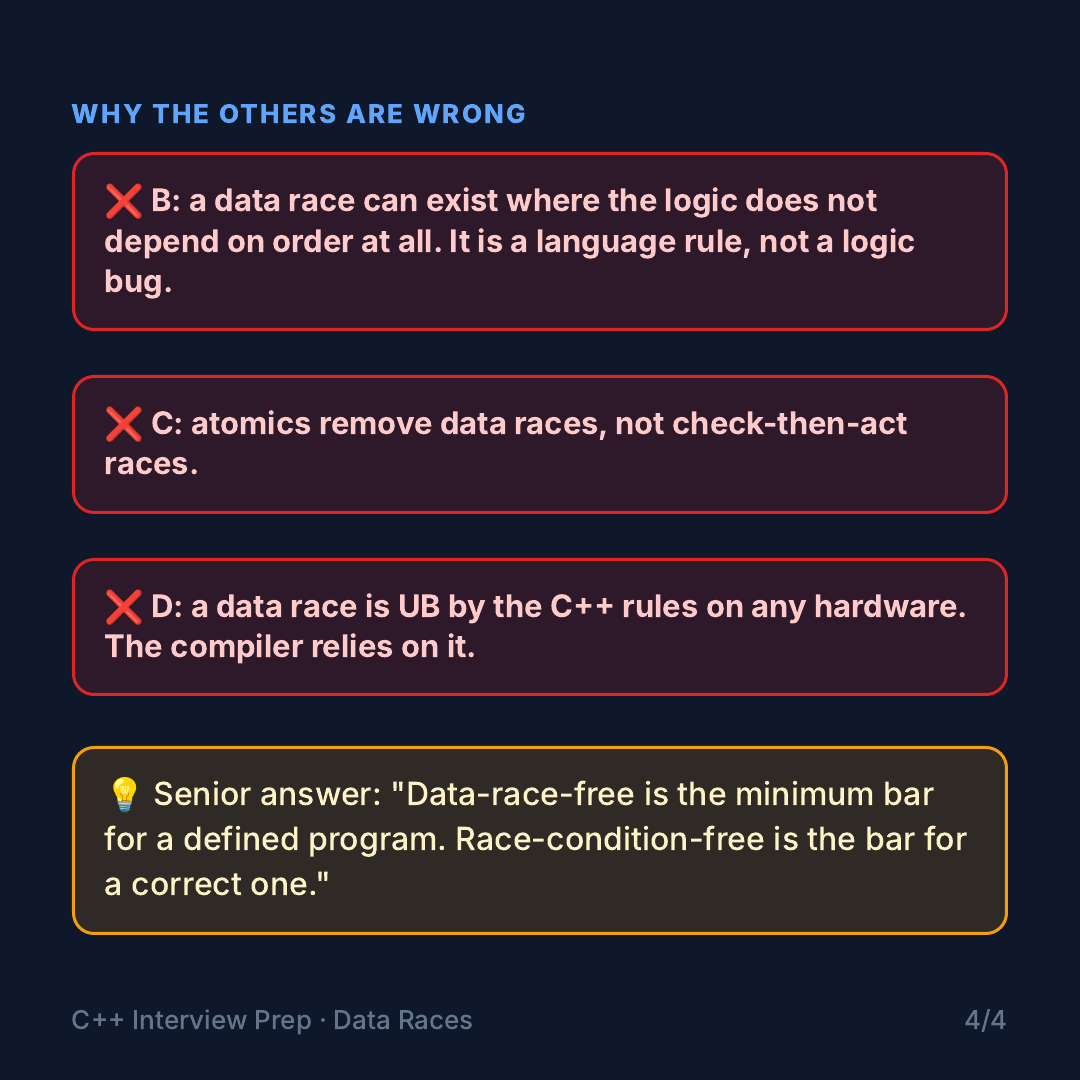 WHY THE OTHERS ARE WRONG
❌ B: a data race can exist where the logic does not
depend on order at all. It is a language rule, not a logic
bug.
❌ C: atomics remove data races, not check-then-act
races.
❌ D: a data race is UB by the C++ rules on any hardware.
The compiler relies on it.
💡 Senior answer: "Data-race-free is the minimum bar
for a defined program. Race-condition-free is the bar for
a correct one."
C++ Interview Prep · Data Races
4/4